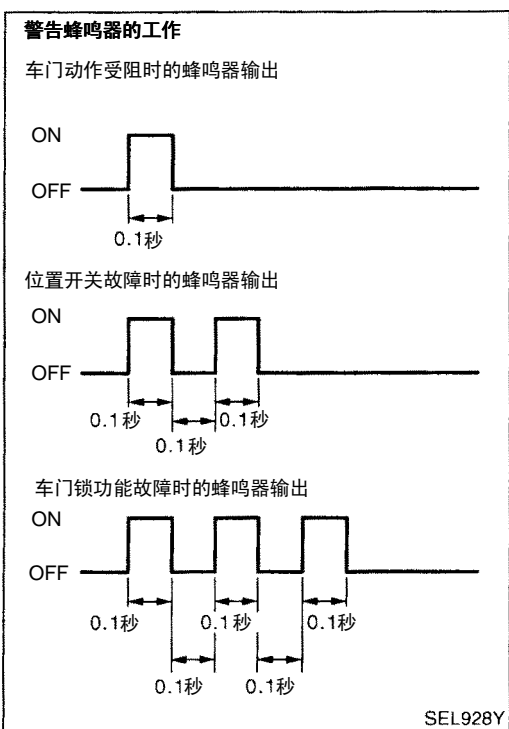 警告蜂鸣器的工作
车门动作受阻时的蜂鸣器输出
ON
OFF
0.1秒
位置开关故障时的蜂鸣器输出
ON
OFF
0.1秒
0.1秒
0.1秒
车门锁功能故障时的蜂鸣器输出
ON
OFF
0.1秒
0.1秒
0.1秒
0.1秒
0.1秒
SEL928Y